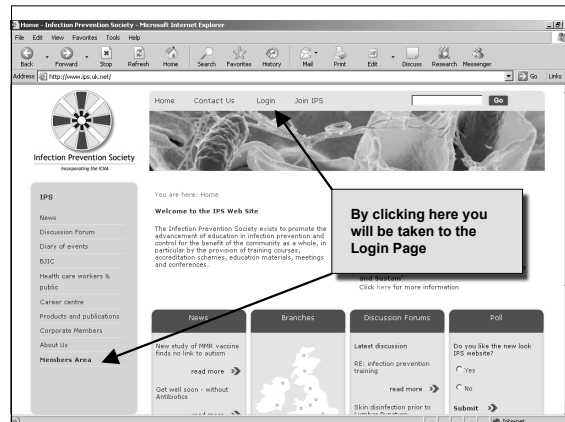 Home - Infection Prevention Society - Microsoft Internet Explorer
File Edit View Favorites Tools Help
Back Forward Stop Refresh Home Search Favorites History Mail Print Edit Discuss Research Messenger
Address http://www.ips.uk.net/ Go Links
Home Contact Us Login Join IPS Go
Infection Prevention Society
Incorporating the ICNA
IPS
News
Discussion Forum
Diary of events
BJIC
Health care workers &
public
Career centre
Products and publications
Corporate Members
About Us
Members Area
You are here: Home
Welcome to the IPS Web Site
The Infection Prevention Society exists to promote the
advancement of education in infection prevention and
control for the benefit of the community as a whole, in
particular by the provision of training courses,
accreditation schemes, education materials, meetings
and conferences.
By clicking here you
will be taken to the
Login Page
and Sustain"
Click here for more information
News
New study of MMR vaccine
finds no link to autism
read more
Get well soon - without
Antibiotics
read more
Branches
Discussion Forums
Latest discussion
RE: infection prevention
training
read more
Skin disinfection prior to
Lumbar Puncture
Poll
Do you like the new look
IPS website?
Yes
No
Submit
Internet